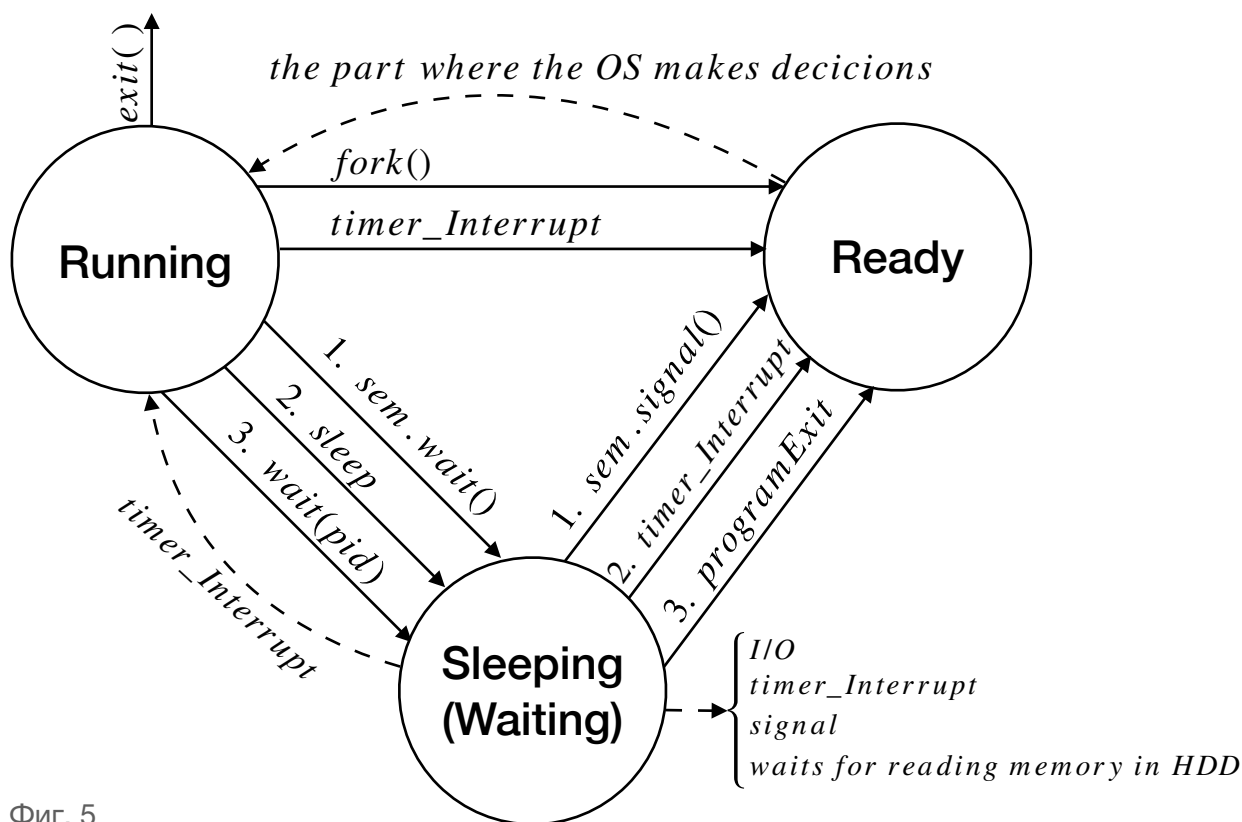 exit( )
the part where the OS makes decicions
fork()
timer_Interrupt
Running
Ready
1. sem.wait()
2. sleep
3. wait(pid)
timer_Interrupt
1. sem.signal()
2. timer_Interrupt
3. programExit
Sleeping
(Waiting)
I/O
timer_Interrupt
signal
waits for reading memory in HDD
Фиг. 5